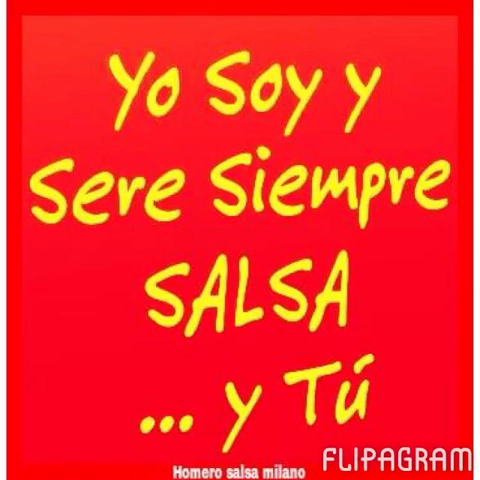 Yo Soy y
Sere Siempre
SALSA
... y Tú
Homero salsa milano
FLIPAGRAM